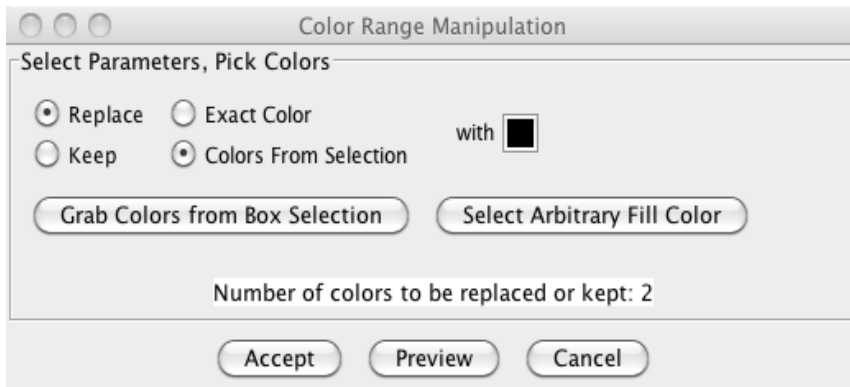 Color Range Manipulation
Select Parameters, Pick Colors
Replace Exact Color
with
Keep Colors From Selection
Grab Colors from Box Selection Select Arbitrary Fill Color
Number of colors to be replaced or kept: 2
Accept Preview Cancel